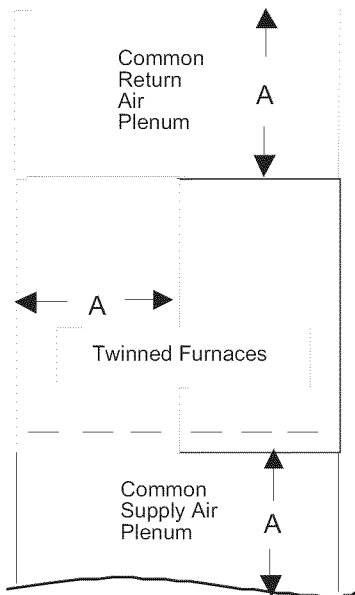 Common
Return
Air
Plenum
A
A
Twinned Furnaces
Common
Supply Air
Plenum
A